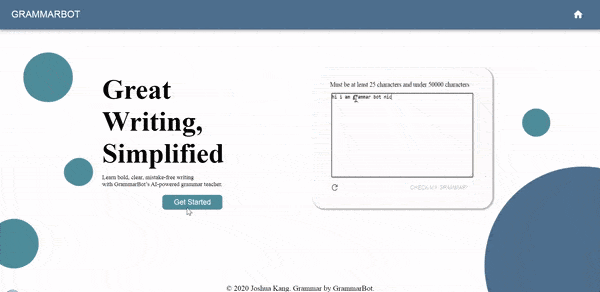 GRAMMARBOT
Great
Writing,
Simplified
Learn bold, clear, mistake-free writing
with GrammarBot's AI-powered grammar teacher.
Get Started
Must be at least 25 characters and under 50000 characters
hi i am grammar bot nic
CHECK MY GRAMMAR
© 2020 Joshua Kang. Grammar by GrammarBot.